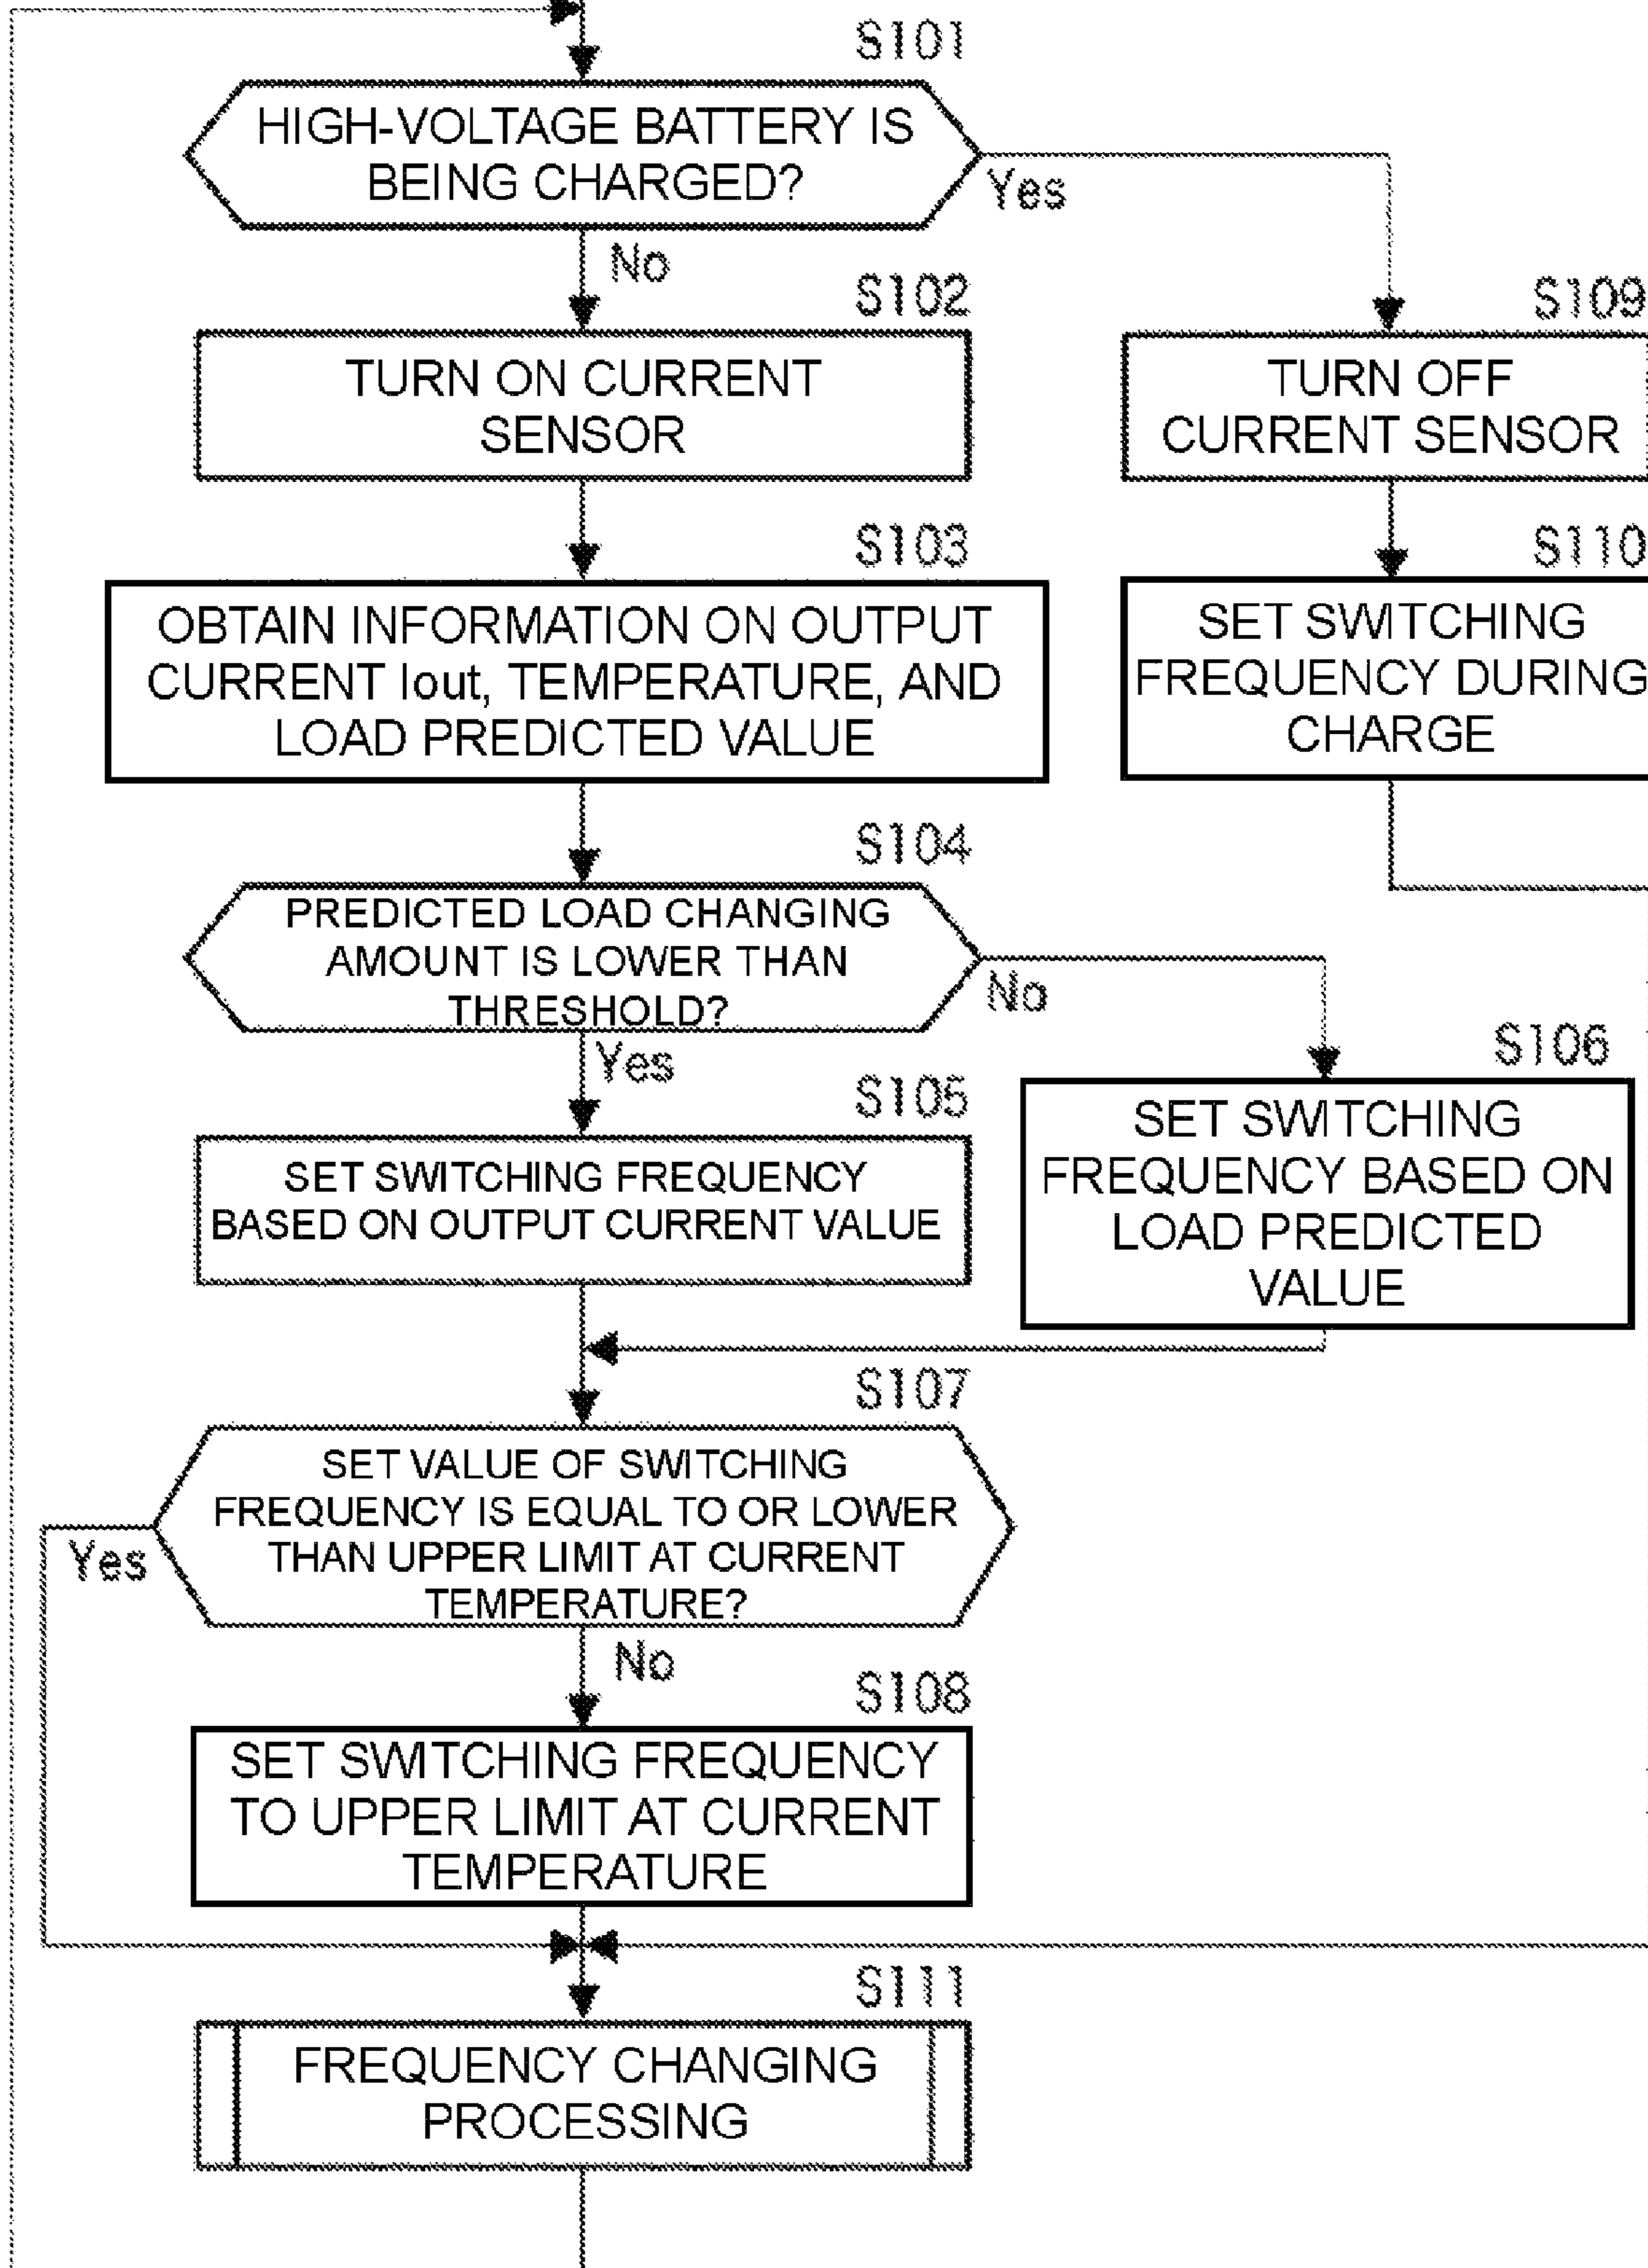 S101
HIGH-VOLTAGE BATTERY IS
BEING CHARGED?
Yes
No
S102
TURN ON CURRENT
SENSOR
S109
TURN OFF
CURRENT SENSOR
S103
OBTAIN INFORMATION ON OUTPUT
CURRENT Iout, TEMPERATURE, AND
LOAD PREDICTED VALUE
S110
SET SWITCHING
FREQUENCY DURING
CHARGE
S104
PREDICTED LOAD CHANGING
AMOUNT IS LOWER THAN
THRESHOLD?
No
Yes
S105
SET SWITCHING FREQUENCY
BASED ON OUTPUT CURRENT VALUE
S106
SET SWITCHING
FREQUENCY BASED ON
LOAD PREDICTED
VALUE
S107
SET VALUE OF SWITCHING
FREQUENCY IS EQUAL TO OR LOWER
THAN UPPER LIMIT AT CURRENT
TEMPERATURE?
Yes
No
S108
SET SWITCHING FREQUENCY
TO UPPER LIMIT AT CURRENT
TEMPERATURE
S111
FREQUENCY CHANGING
PROCESSING